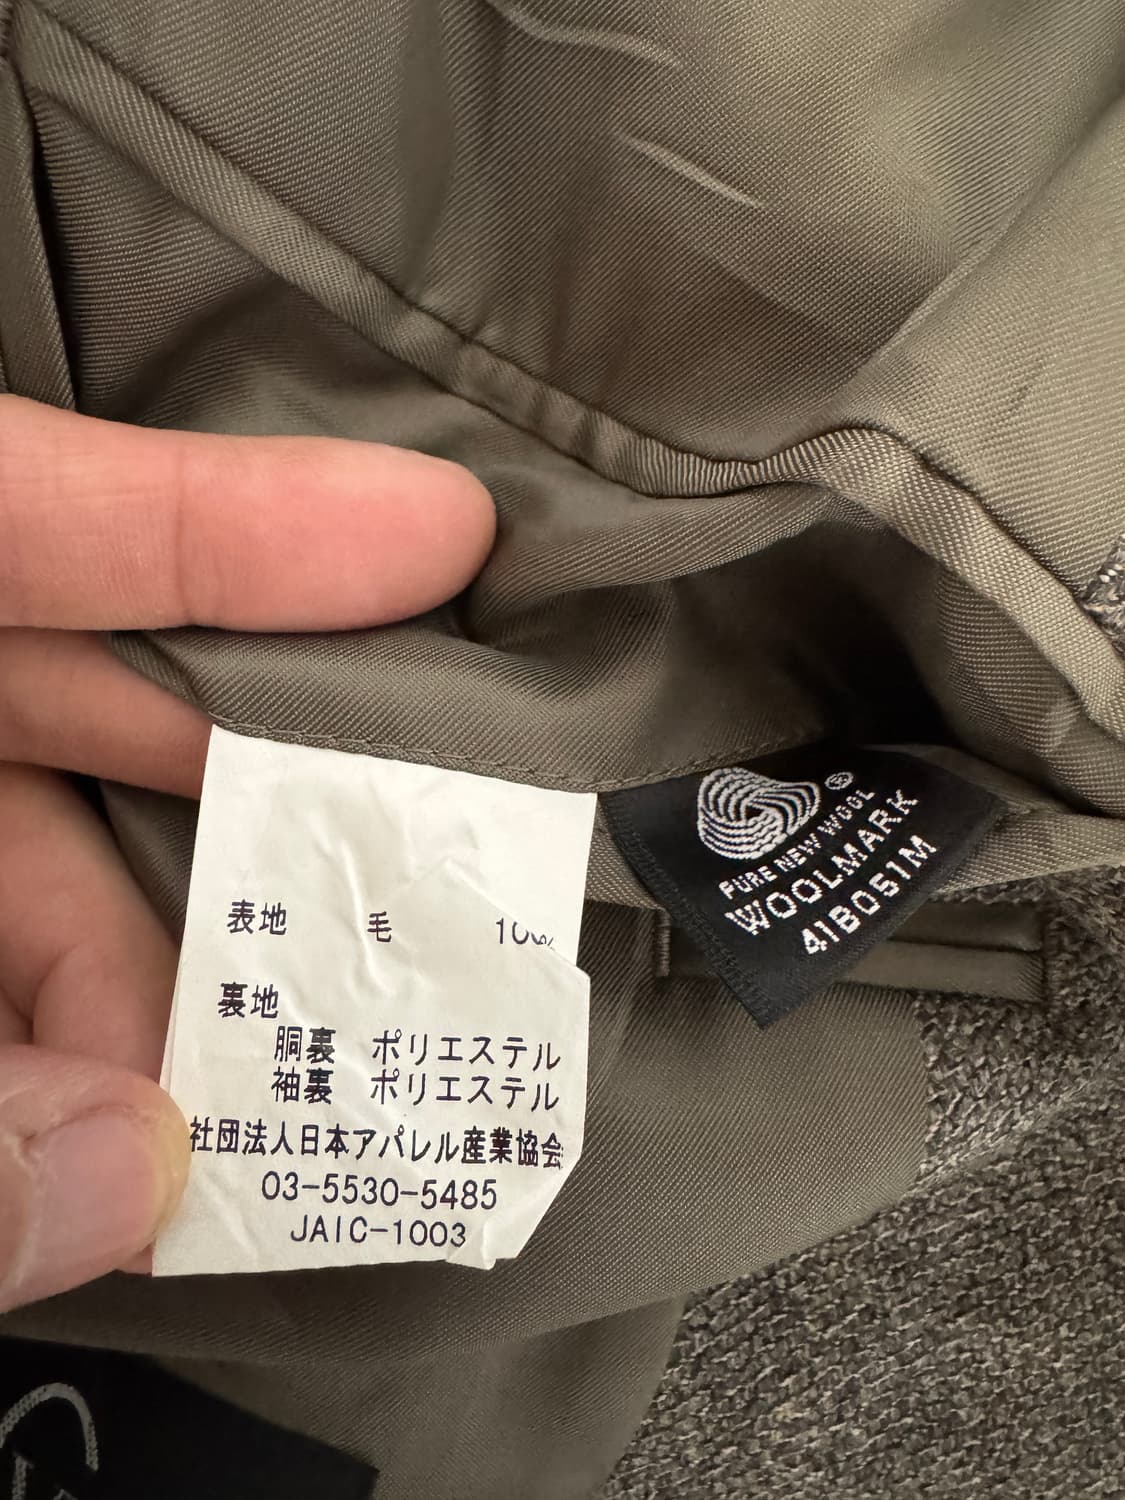 表地 毛 100%
裏地
胴裏 ポリエステル
袖裏 ポリエステル
社団法人日本アパレル産業協会
03-5530-5485
JAIC-1003
®
PURE NEW WOOL
WOOLMARK
41B051M